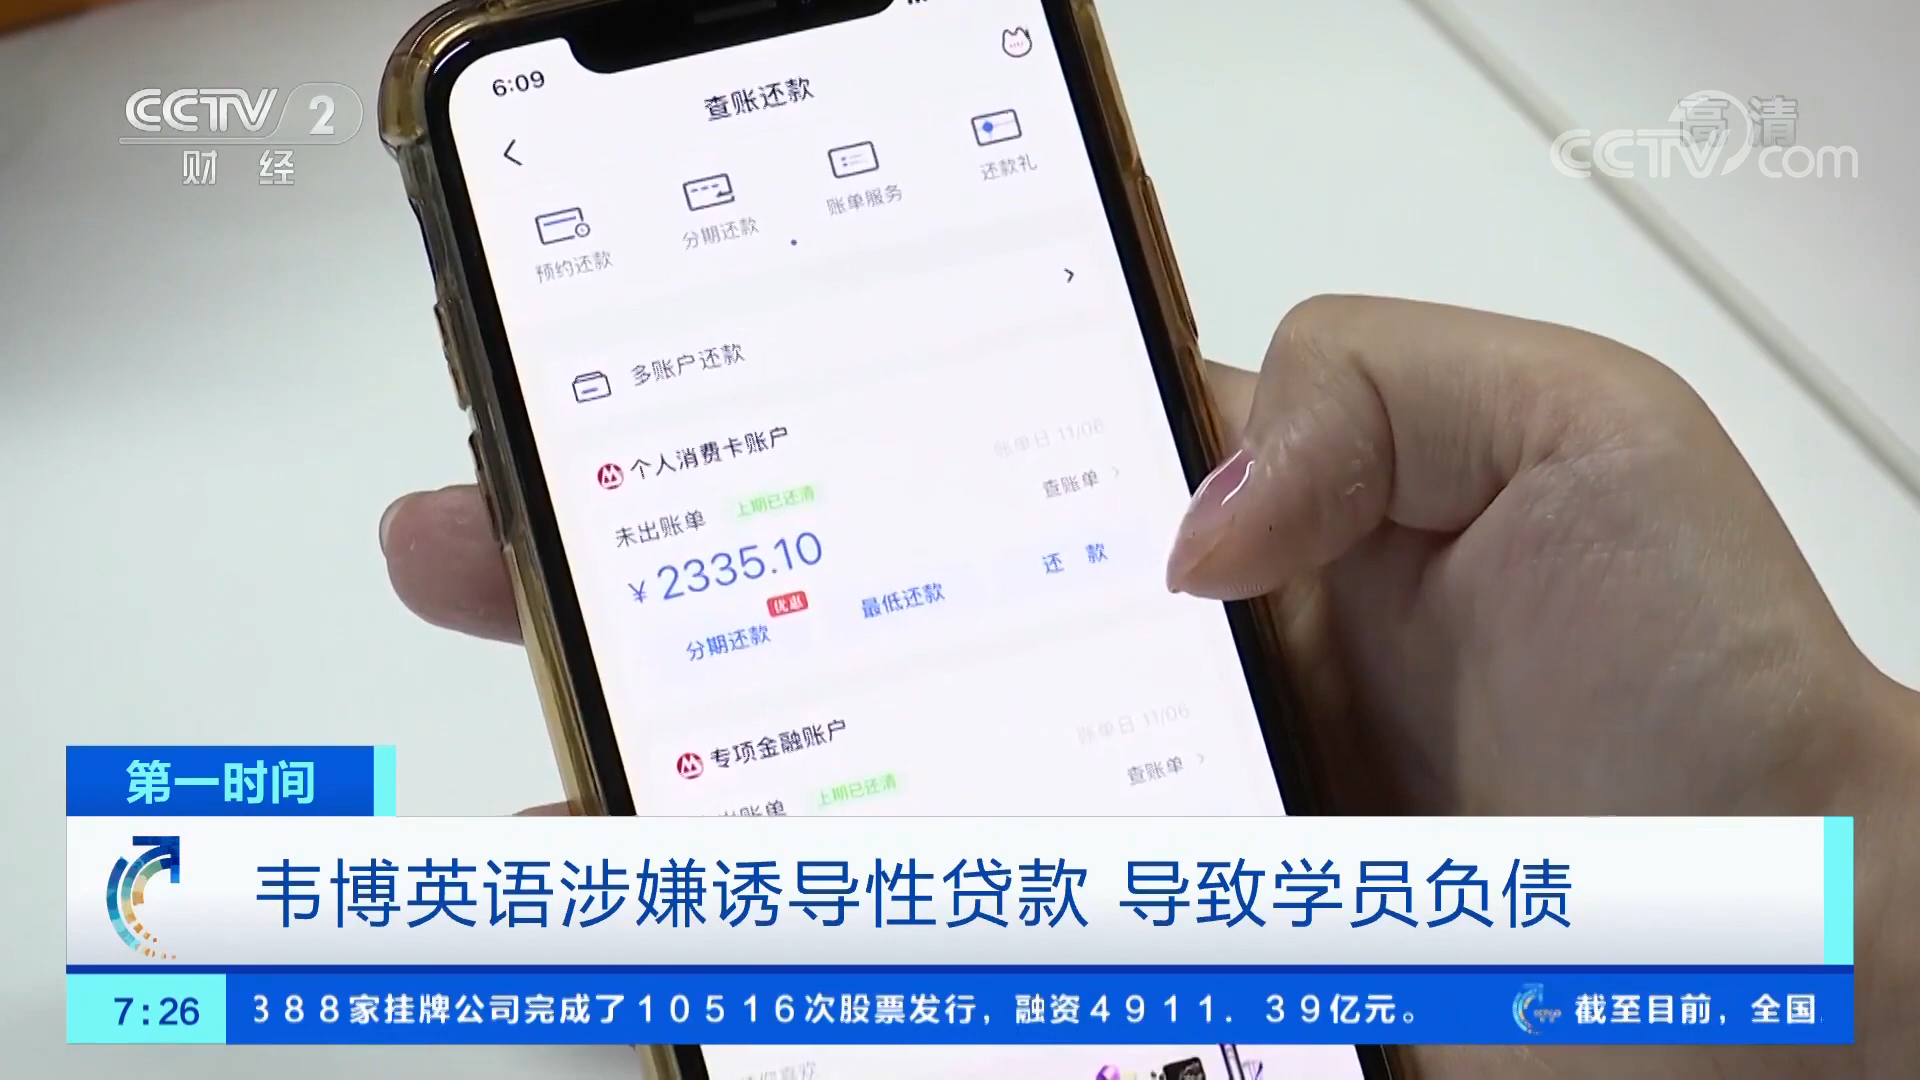 CCTV 2
财 经
高清
CCTV.com
6:09
查账还款
预约还款
分期还款
账单服务
还款礼
多账户还款
个人消费卡账户
账单日 11/06
未出账单
上期已还清
查账单
¥2335.10
优惠
分期还款
最低还款
还 款
专项金融账户
账单日 11/06
上期已还清
查账单
第一时间
韦博英语涉嫌诱导性贷款 导致学员负债
7:26
388家挂牌公司完成了10516次股票发行，融资4911.39亿元。
截至目前，全国